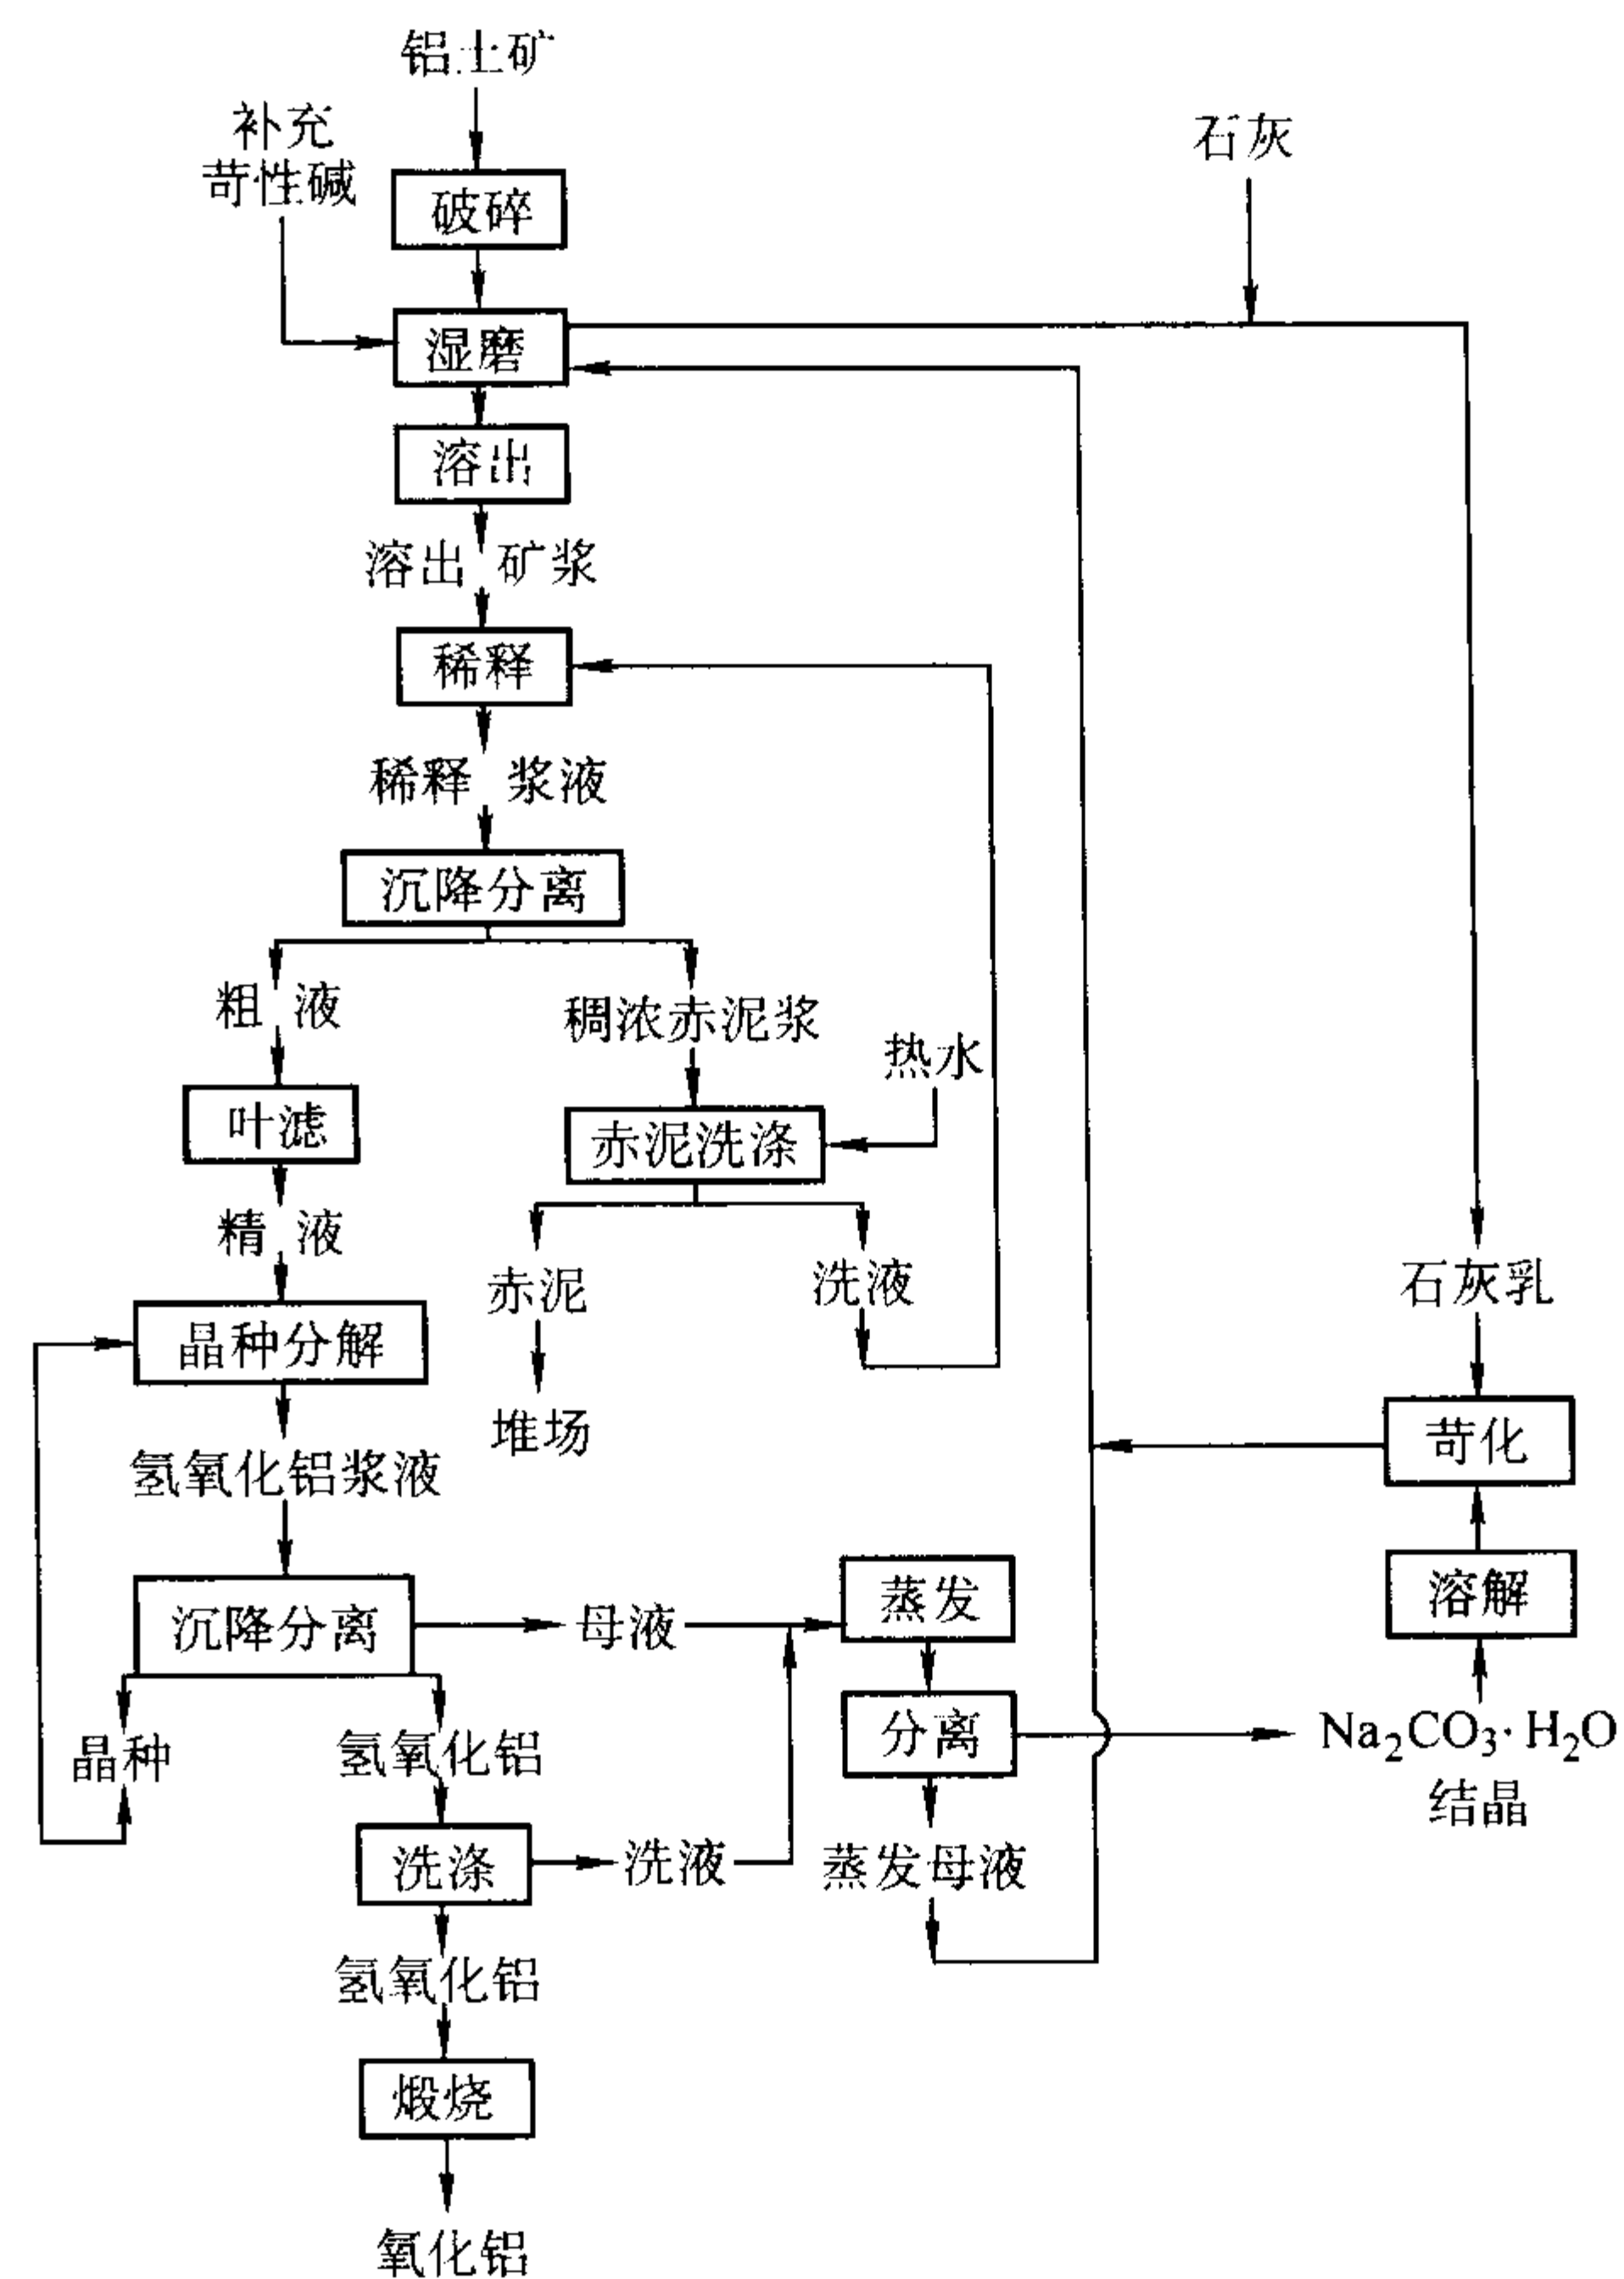 铝土矿
补充
苛性碱
石灰
破碎
湿磨
溶出
溶出 矿浆
稀释
稀释 浆液
沉降分离
粗 液
稠浓赤泥浆
热水
叶滤
赤泥洗涤
精 液
赤泥
洗液
石灰乳
晶种分解
堆场
苛化
氢氧化铝浆液
沉降分离
母液
蒸发
溶解
晶种
氢氧化铝
分离
Na₂CO₃·H₂O
结晶
洗涤
洗液
蒸发母液
氢氧化铝
煅烧
氧化铝